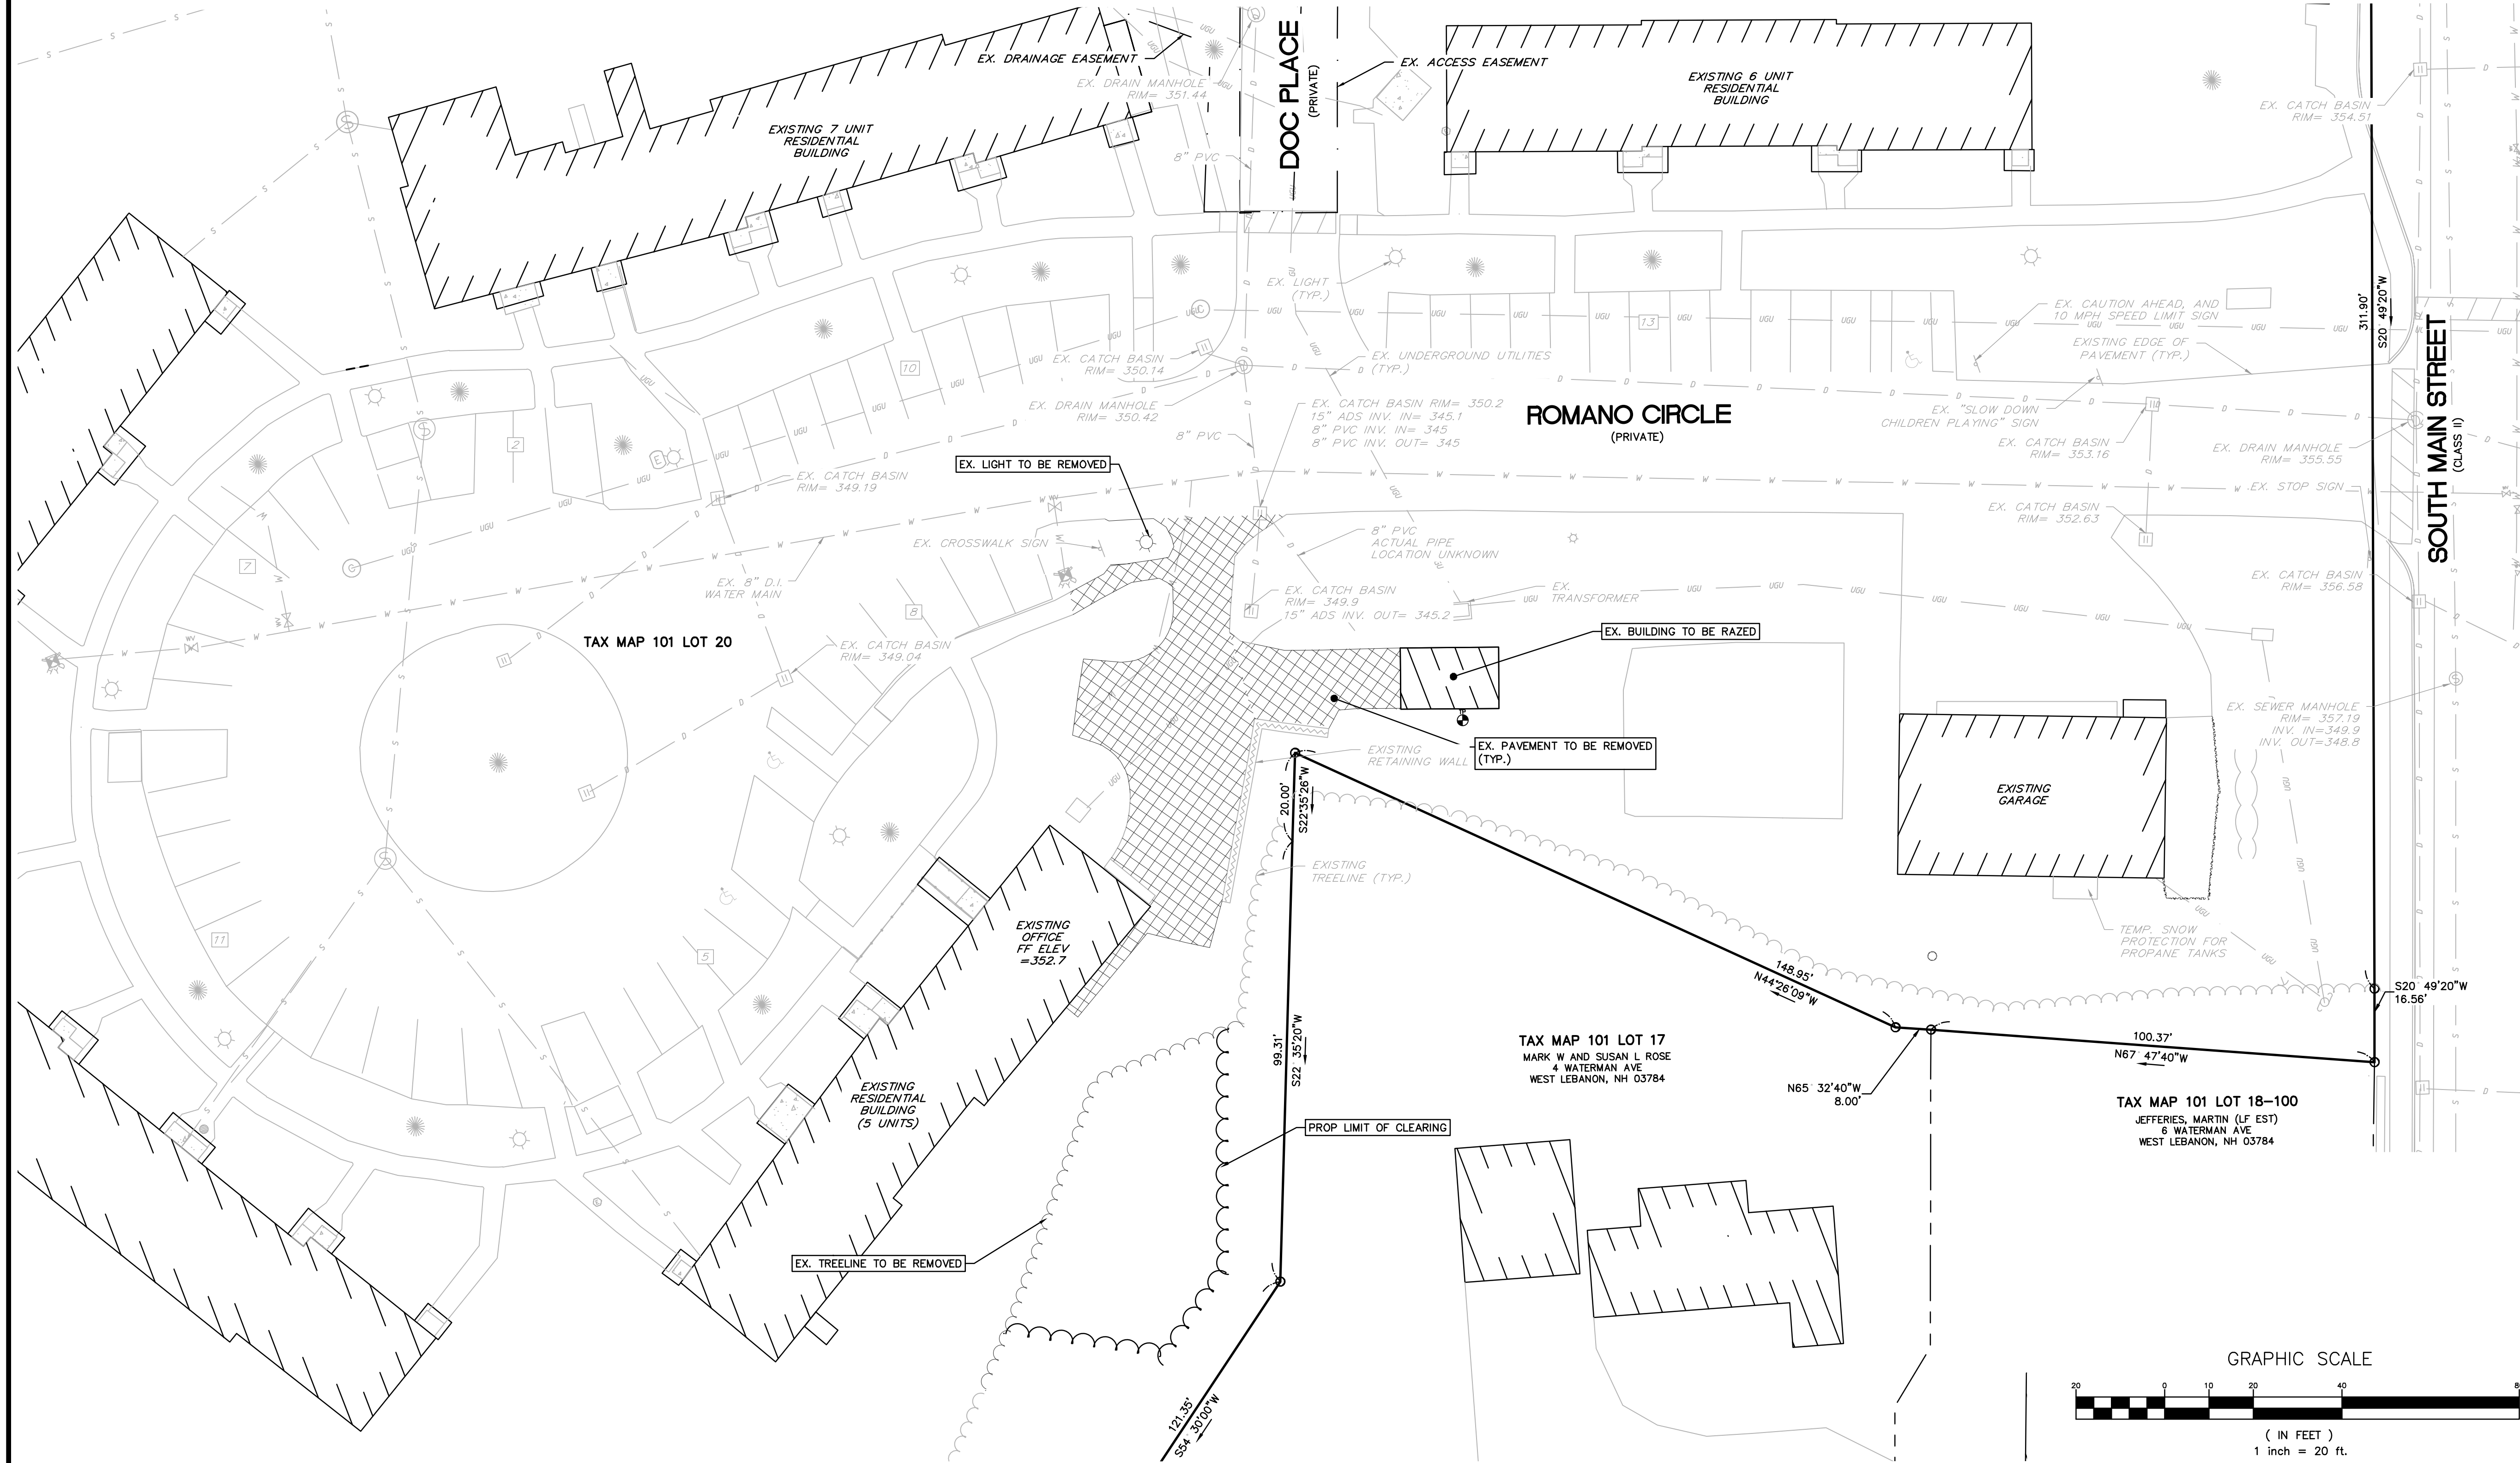 EX. DRAINAGE EASEMENT
EX. DRAIN MANHOLE
RIM= 351.44
8" PVC
DOC PLACE
(PRIVATE)
EX. ACCESS EASEMENT
EXISTING 7 UNIT
RESIDENTIAL
BUILDING
EXISTING 6 UNIT
RESIDENTIAL
BUILDING
EX. CATCH BASIN
RIM= 354.51
EX. LIGHT
(TYP.)
13
EX. CAUTION AHEAD, AND
10 MPH SPEED LIMIT SIGN
EXISTING EDGE OF
PAVEMENT (TYP.)
311.90'
S20°49'20"W
SOUTH MAIN STREET
(CLASS II)
EX. CATCH BASIN
RIM= 350.14
10
EX. UNDERGROUND UTILITIES
(TYP.)
EX. DRAIN MANHOLE
RIM= 350.42
8" PVC
EX. CATCH BASIN RIM= 350.2
15" ADS INV. IN= 345.1
8" PVC INV. IN= 345
8" PVC INV. OUT= 345
ROMANO CIRCLE
(PRIVATE)
EX. "SLOW DOWN
CHILDREN PLAYING" SIGN
EX. CATCH BASIN
RIM= 353.16
EX. DRAIN MANHOLE
RIM= 355.55
EX. STOP SIGN
2
EX. LIGHT TO BE REMOVED
EX. CATCH BASIN
RIM= 349.19
EX. CATCH BASIN
RIM= 352.63
EX. CROSSWALK SIGN
8" PVC
ACTUAL PIPE
LOCATION UNKNOWN
7
EX. 8" D.I.
WATER MAIN
8
EX. CATCH BASIN
RIM= 349.9
15" ADS INV. OUT= 345.2
EX.
TRANSFORMER
EX. CATCH BASIN
RIM= 356.58
TAX MAP 101 LOT 20
EX. CATCH BASIN
RIM= 349.04
EX. BUILDING TO BE RAZED
EX. SEWER MANHOLE
RIM= 357.19
INV. IN=349.9
INV. OUT=348.8
EXISTING
RETAINING WALL
EX. PAVEMENT TO BE REMOVED
(TYP.)
20.00'
S22°35'26"W
EXISTING
GARAGE
EXISTING
TREELINE (TYP.)
11
5
EXISTING
OFFICE
FF ELEV
=352.7
TEMP. SNOW
PROTECTION FOR
PROPANE TANKS
148.95'
N44°26'09"W
S20°49'20"W
16.56'
99.31'
S22°35'20"W
TAX MAP 101 LOT 17
MARK W AND SUSAN L ROSE
4 WATERMAN AVE
WEST LEBANON, NH 03784
100.37'
N67°47'40"W
N65°32'40"W
8.00'
EXISTING
RESIDENTIAL
BUILDING
(5 UNITS)
TAX MAP 101 LOT 18-100
JEFFERIES, MARTIN (LF EST)
6 WATERMAN AVE
WEST LEBANON, NH 03784
PROP LIMIT OF CLEARING
EX. TREELINE TO BE REMOVED
121.35'
S54°30'00"W
GRAPHIC SCALE
20 0 10 20 40
( IN FEET )
1 inch = 20 ft.